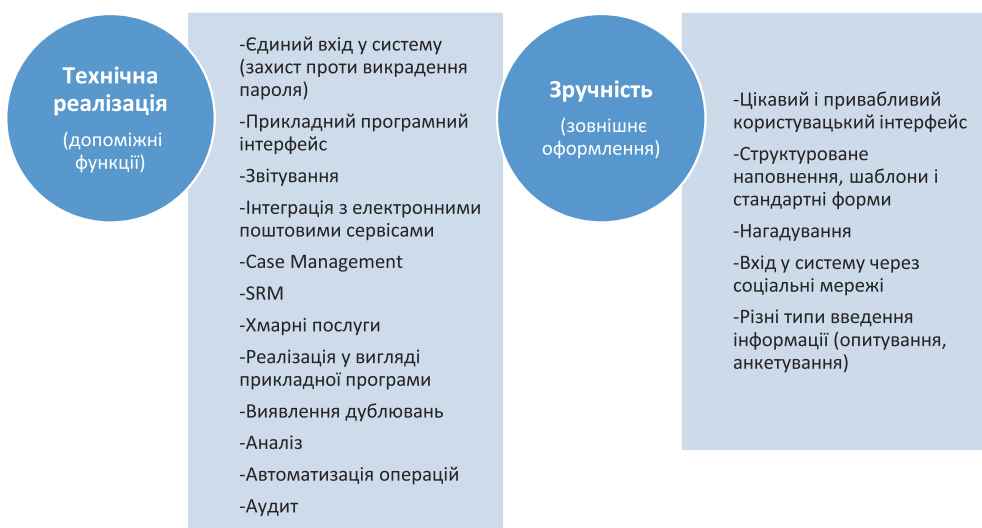 Технічна
реалізація
(допоміжні
функції)
-Єдиний вхід у систему
(захист проти викрадення
пароля)
-Прикладний програмний
інтерфейс
-Звітування
-Інтеграція з електронними
поштовими сервісами
-Case Management
-SRM
-Хмарні послуги
-Реалізація у вигляді
прикладної програми
-Виявлення дублювань
-Аналіз
-Автоматизація операцій
-Аудит
Зручність
(зовнішнє
оформлення)
-Цікавий і привабливий
користувацький інтерфейс
-Структуроване
наповнення, шаблони і
стандартні форми
-Нагадування
-Вхід у систему через
соціальні мережі
-Різні типи введення
інформації (опитування,
анкетування)